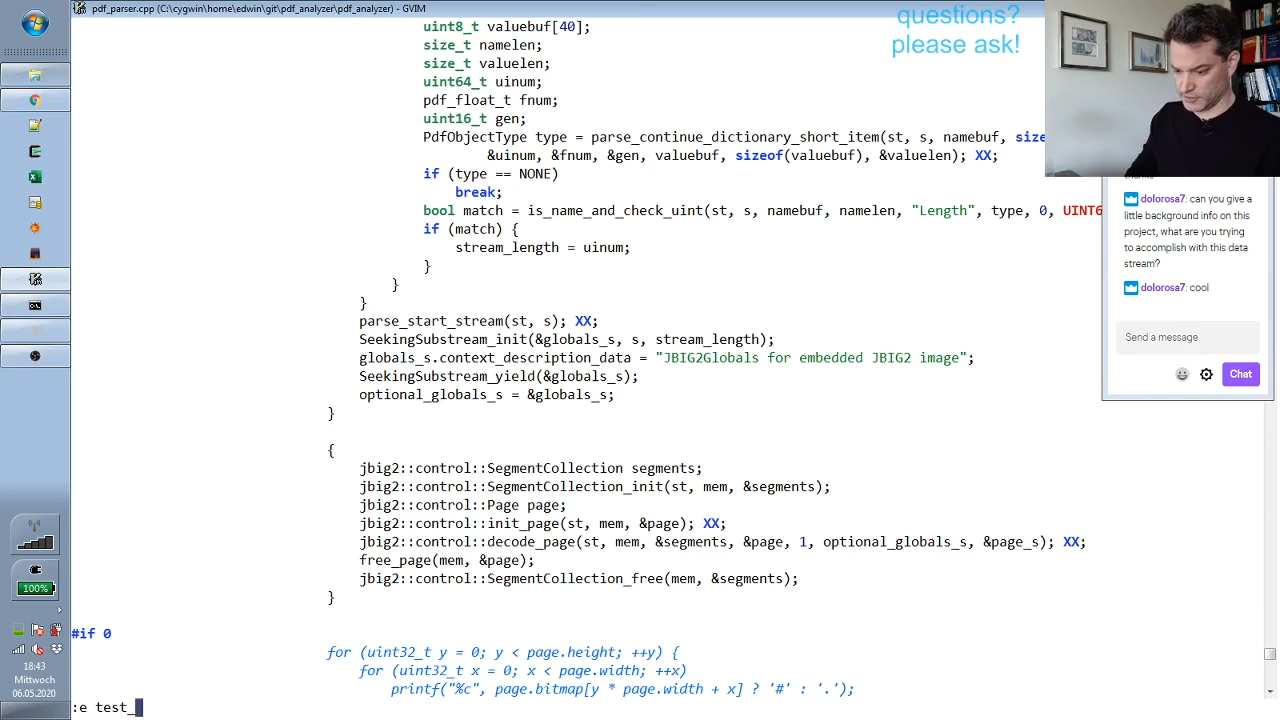 pdf_parser.cpp (C:\cygwin\home\edwin\git\pdf_analyzer\pdf_analyzer) - GVIM
uint8_t valuebuf[40];
size_t namelen;
size_t valuelen;
uint64_t uinum;
pdf_float_t fnum;
uint16_t gen;
PdfObjectType type = parse_continue_dictionary_short_item(st, s, namebuf, size
&uinum, &fnum, &gen, valuebuf, sizeof(valuebuf), &valuelen); XX;
if (type == NONE)
break;
bool match = is_name_and_check_uint(st, s, namebuf, namelen, "Length", type, 0, UINT6
if (match) {
stream_length = uinum;
}
}
}
parse_start_stream(st, s); XX;
SeekingSubstream_init(&globals_s, s, stream_length);
globals_s.context_description_data = "JBIG2Globals for embedded JBIG2 image";
SeekingSubstream_yield(&globals_s);
optional_globals_s = &globals_s;
}
{
jbig2::control::SegmentCollection segments;
jbig2::control::SegmentCollection_init(st, mem, &segments);
jbig2::control::Page page;
jbig2::control::init_page(st, mem, &page); XX;
jbig2::control::decode_page(st, mem, &segments, &page, 1, optional_globals_s, &page_s); XX;
free_page(mem, &page);
jbig2::control::SegmentCollection_free(mem, &segments);
}
#if 0
for (uint32_t y = 0; y < page.height; ++y) {
for (uint32_t x = 0; x < page.width; ++x)
printf("%c", page.bitmap[y * page.width + x] ? '#' : '.');
:e test_
questions?
please ask!
dolorosa7: can you give a
little background info on this
project, what are you trying
to accomplish with this data
stream?
dolorosa7: cool
Send a message
Chat
100%
18:43
Mittwoch
06.05.2020